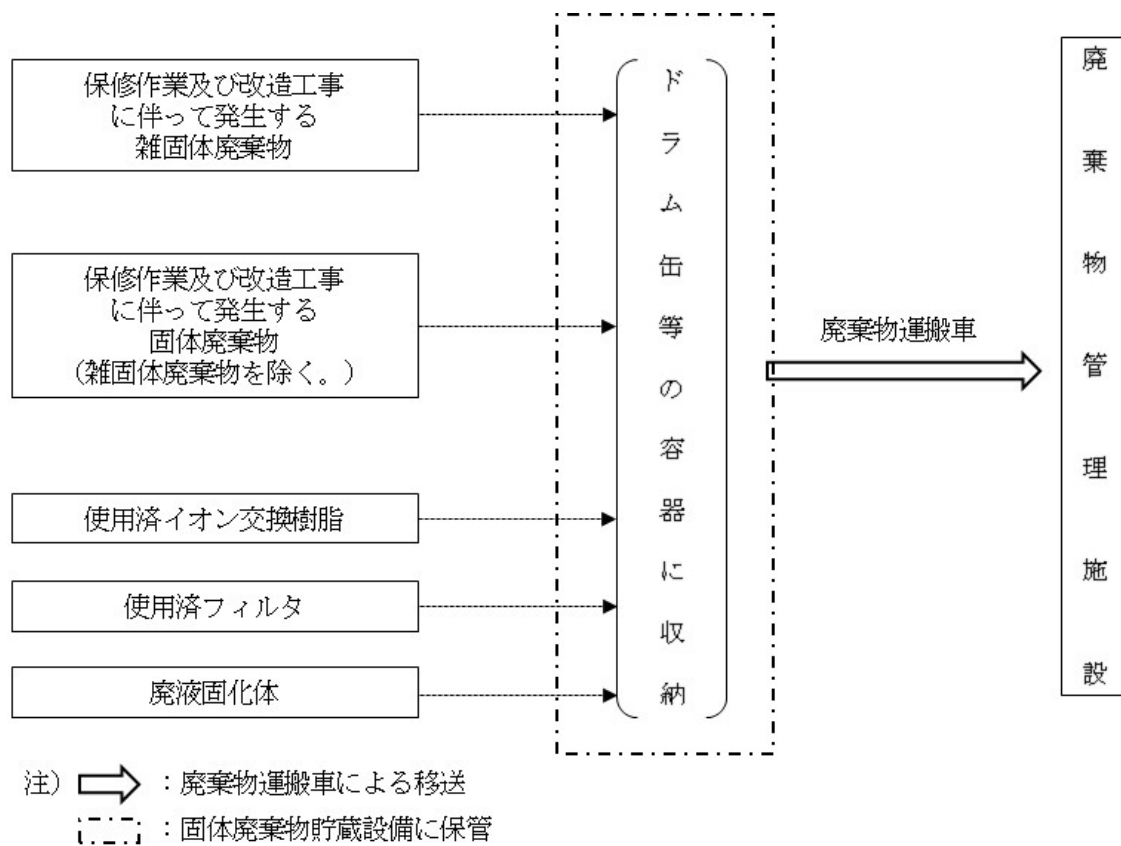 保修作業及び改造工事
に伴って発生する
雑固体廃棄物
保修作業及び改造工事
に伴って発生する
固体廃棄物
（雑固体廃棄物を除く。）
使用済イオン交換樹脂
使用済フィルタ
廃液固化体
ドラム缶等の容器に収納
廃棄物運搬車
廃棄物管理施設
注） ：廃棄物運搬車による移送
：固体廃棄物貯蔵設備に保管